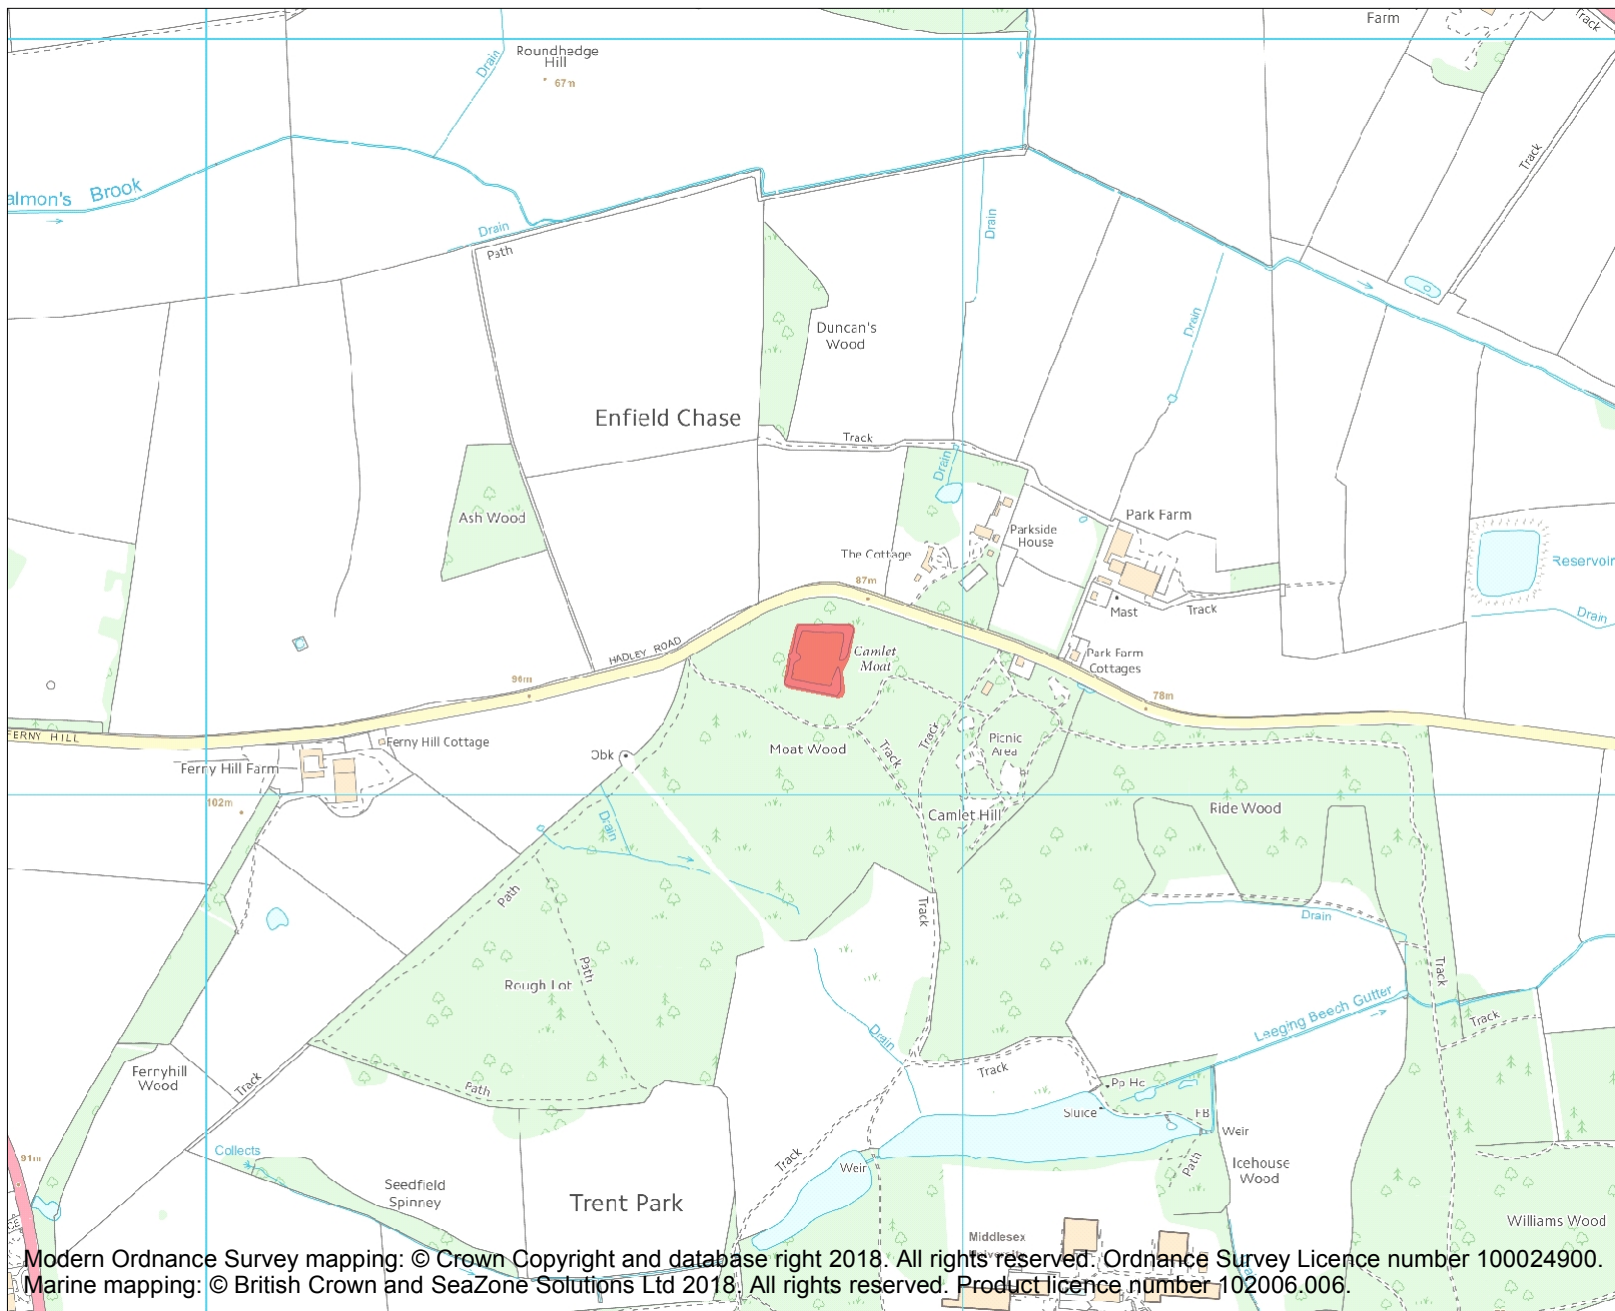 Farm
Track
Roundhedge
Hill
67m
Drain
Track
almon's Brook
Drain
Path
Drain
Drain
Duncan's
Wood
Enfield Chase
Track
Drain
Ash Wood
Park Farm
Parkside
House
The Cottage
Reservoir
87m
Mast
Track
Drain
HADLEY ROAD
Camlet
Moat
Park Farm
Cottages
96m
78m
FERNY HILL
Ferny Hill Cottage
Obk
Moat Wood
Track
Track
Picnic
Area
Ferny Hill Farm
102m
Drain
Camlet Hill
Ride Wood
Path
Track
Drain
Path
Rough Lot
Track
Leeging Beech Gutter
Track
Drain
Ferryhill
Wood
Track
Path
Track
Pp Ho
Sluice
FB
Weir
Collects
91m
Track
Weir
Path
Icehouse
Wood
Seedfield
Spinney
Trent Park
Williams Wood
Middlesex
University
Modern Ordnance Survey mapping: © Crown Copyright and database right 2018. All rights reserved. Ordnance Survey Licence number 100024900.
Marine mapping: © British Crown and SeaZone Solutions Ltd 2018. All rights reserved. Product licence number 102006.006.